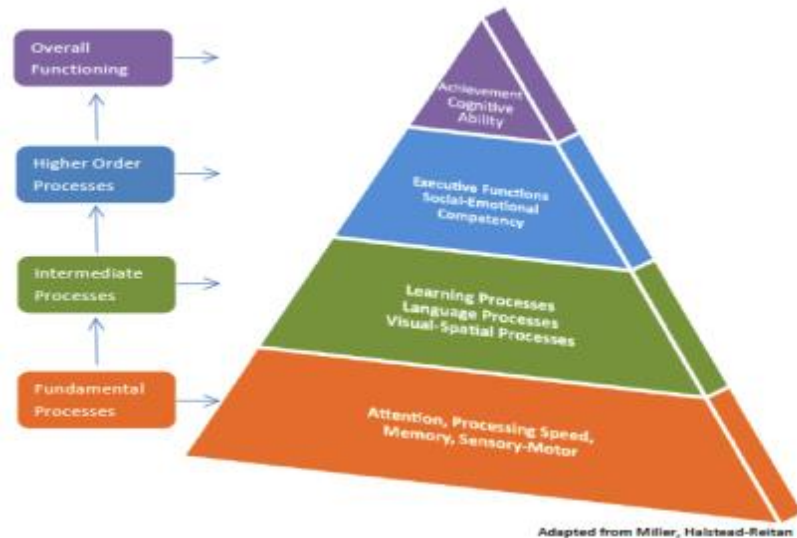 Overall
Functioning
Higher Order
Processes
Intermediate
Processes
Fundamental
Processes
Achievement
Cognitive
Ability
Executive Functions
Social-Emotional
Competency
Learning Processes
Language Processes
Visual-Spatial Processes
Attention, Processing Speed,
Memory, Sensory-Motor
Adapted from Miller, Halstead-Reitan